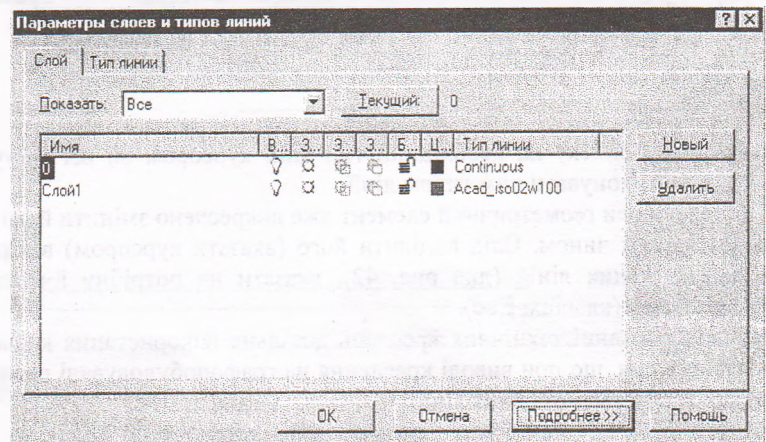 Параметры слоев и типов линий
Слой Тип линии
Показать: Все Текущий: 0
Имя В... З... З... З... Б... Ц... Тип линии Новый
0 Continuous
Слой1 Acad_iso02w100 Удалить
OK Отмена Подробнее >> Помощь